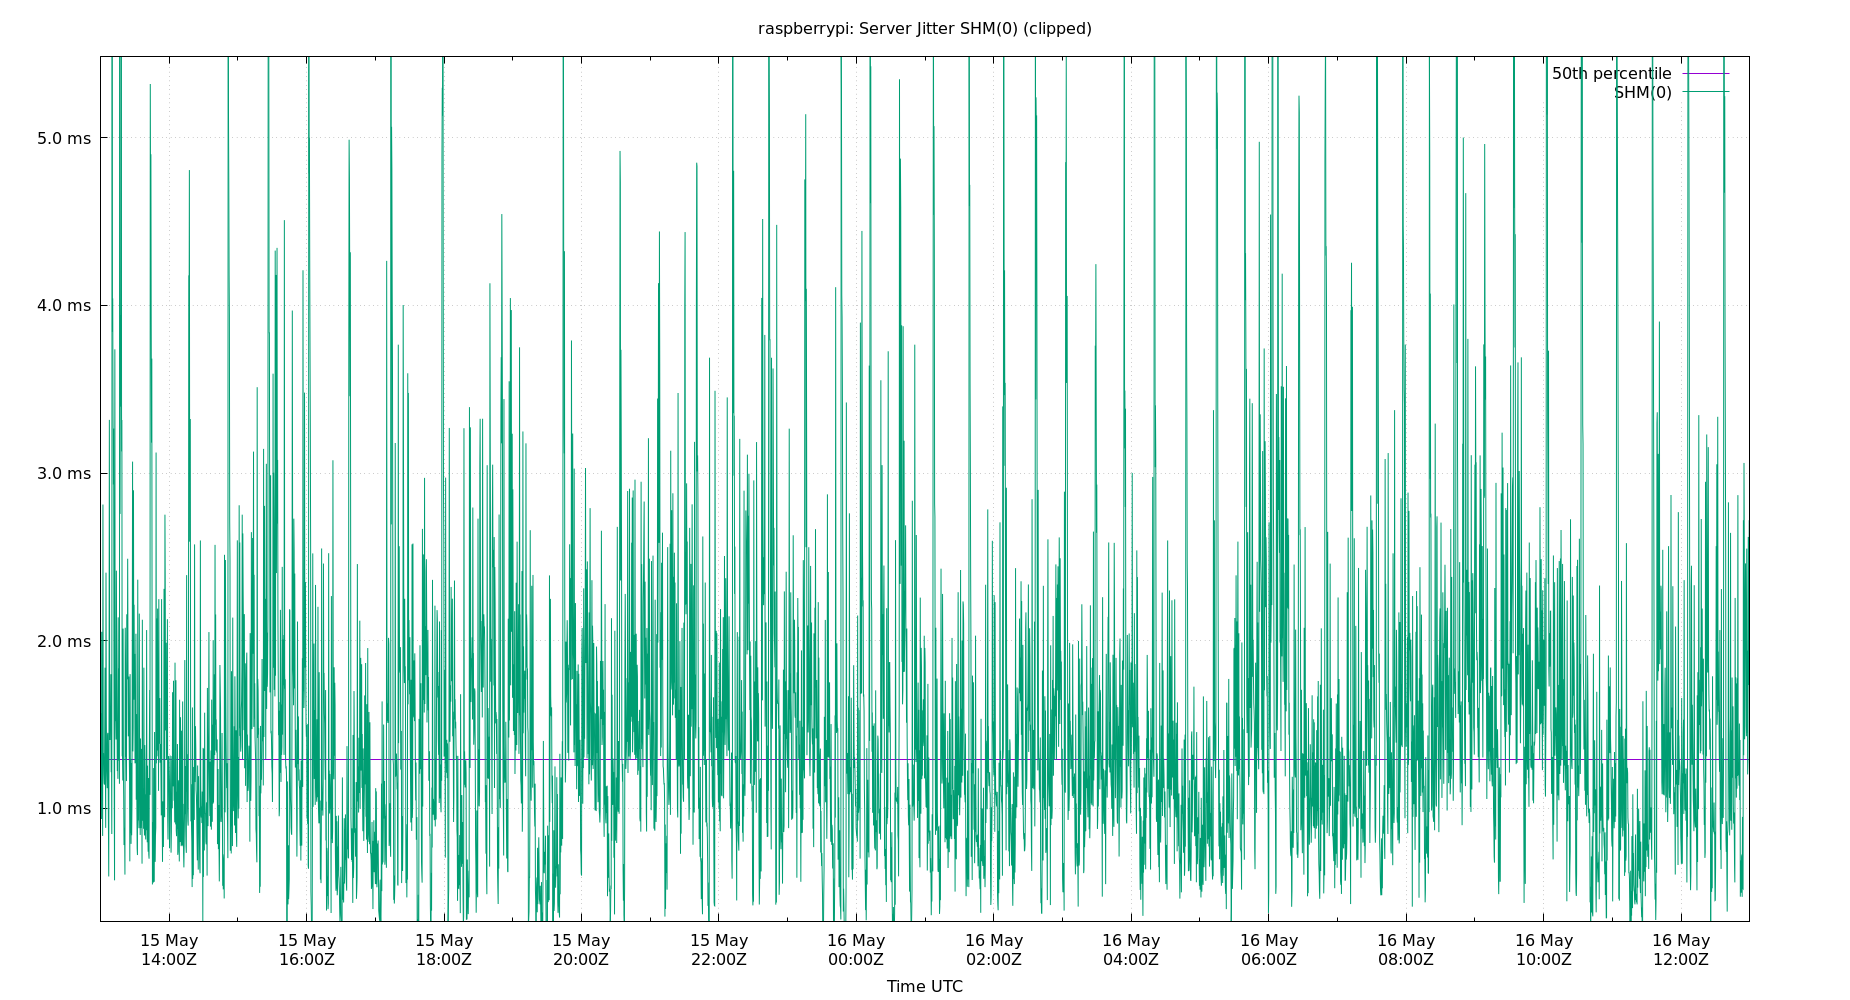 raspberrypi: Server Jitter SHM(0) (clipped)
50th percentile
SHM(0)
5.0 ms
4.0 ms
3.0 ms
2.0 ms
1.0 ms
15 May 15 May 15 May 15 May 15 May 16 May 16 May 16 May 16 May 16 May 16 May 16 May
14:00Z 16:00Z 18:00Z 20:00Z 22:00Z 00:00Z 02:00Z 04:00Z 06:00Z 08:00Z 10:00Z 12:00Z
Time UTC